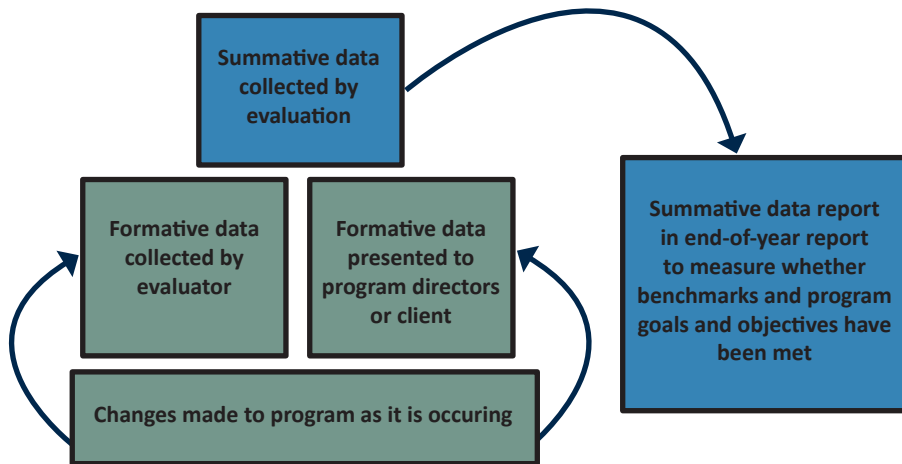 Summative data
collected by
evaluation
Formative data
collected by
evaluator
Formative data
presented to
program directors
or client
Changes made to program as it is occuring
Summative data report
in end-of-year report
to measure whether
benchmarks and program
goals and objectives have
been met